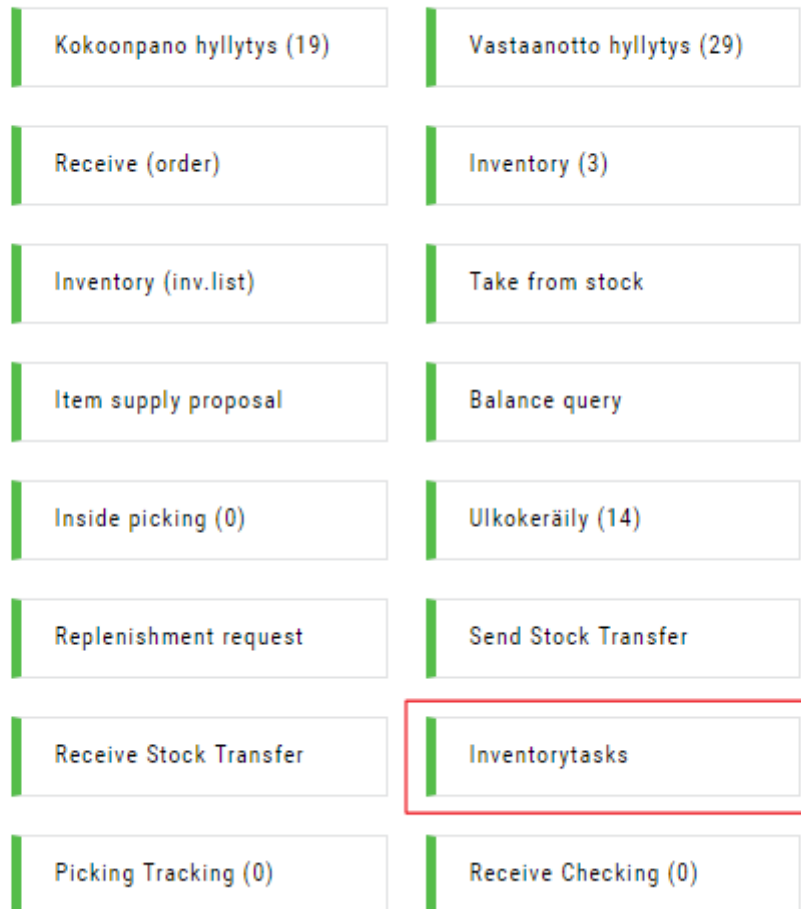 Kokoonpano hyllytys (19)
Vastaanotto hyllytys (29)
Receive (order)
Inventory (3)
Inventory (inv.list)
Take from stock
Item supply proposal
Balance query
Inside picking (0)
Ulkokeräily (14)
Replenishment request
Send Stock Transfer
Receive Stock Transfer
Inventorytasks
Picking Tracking (0)
Receive Checking (0)